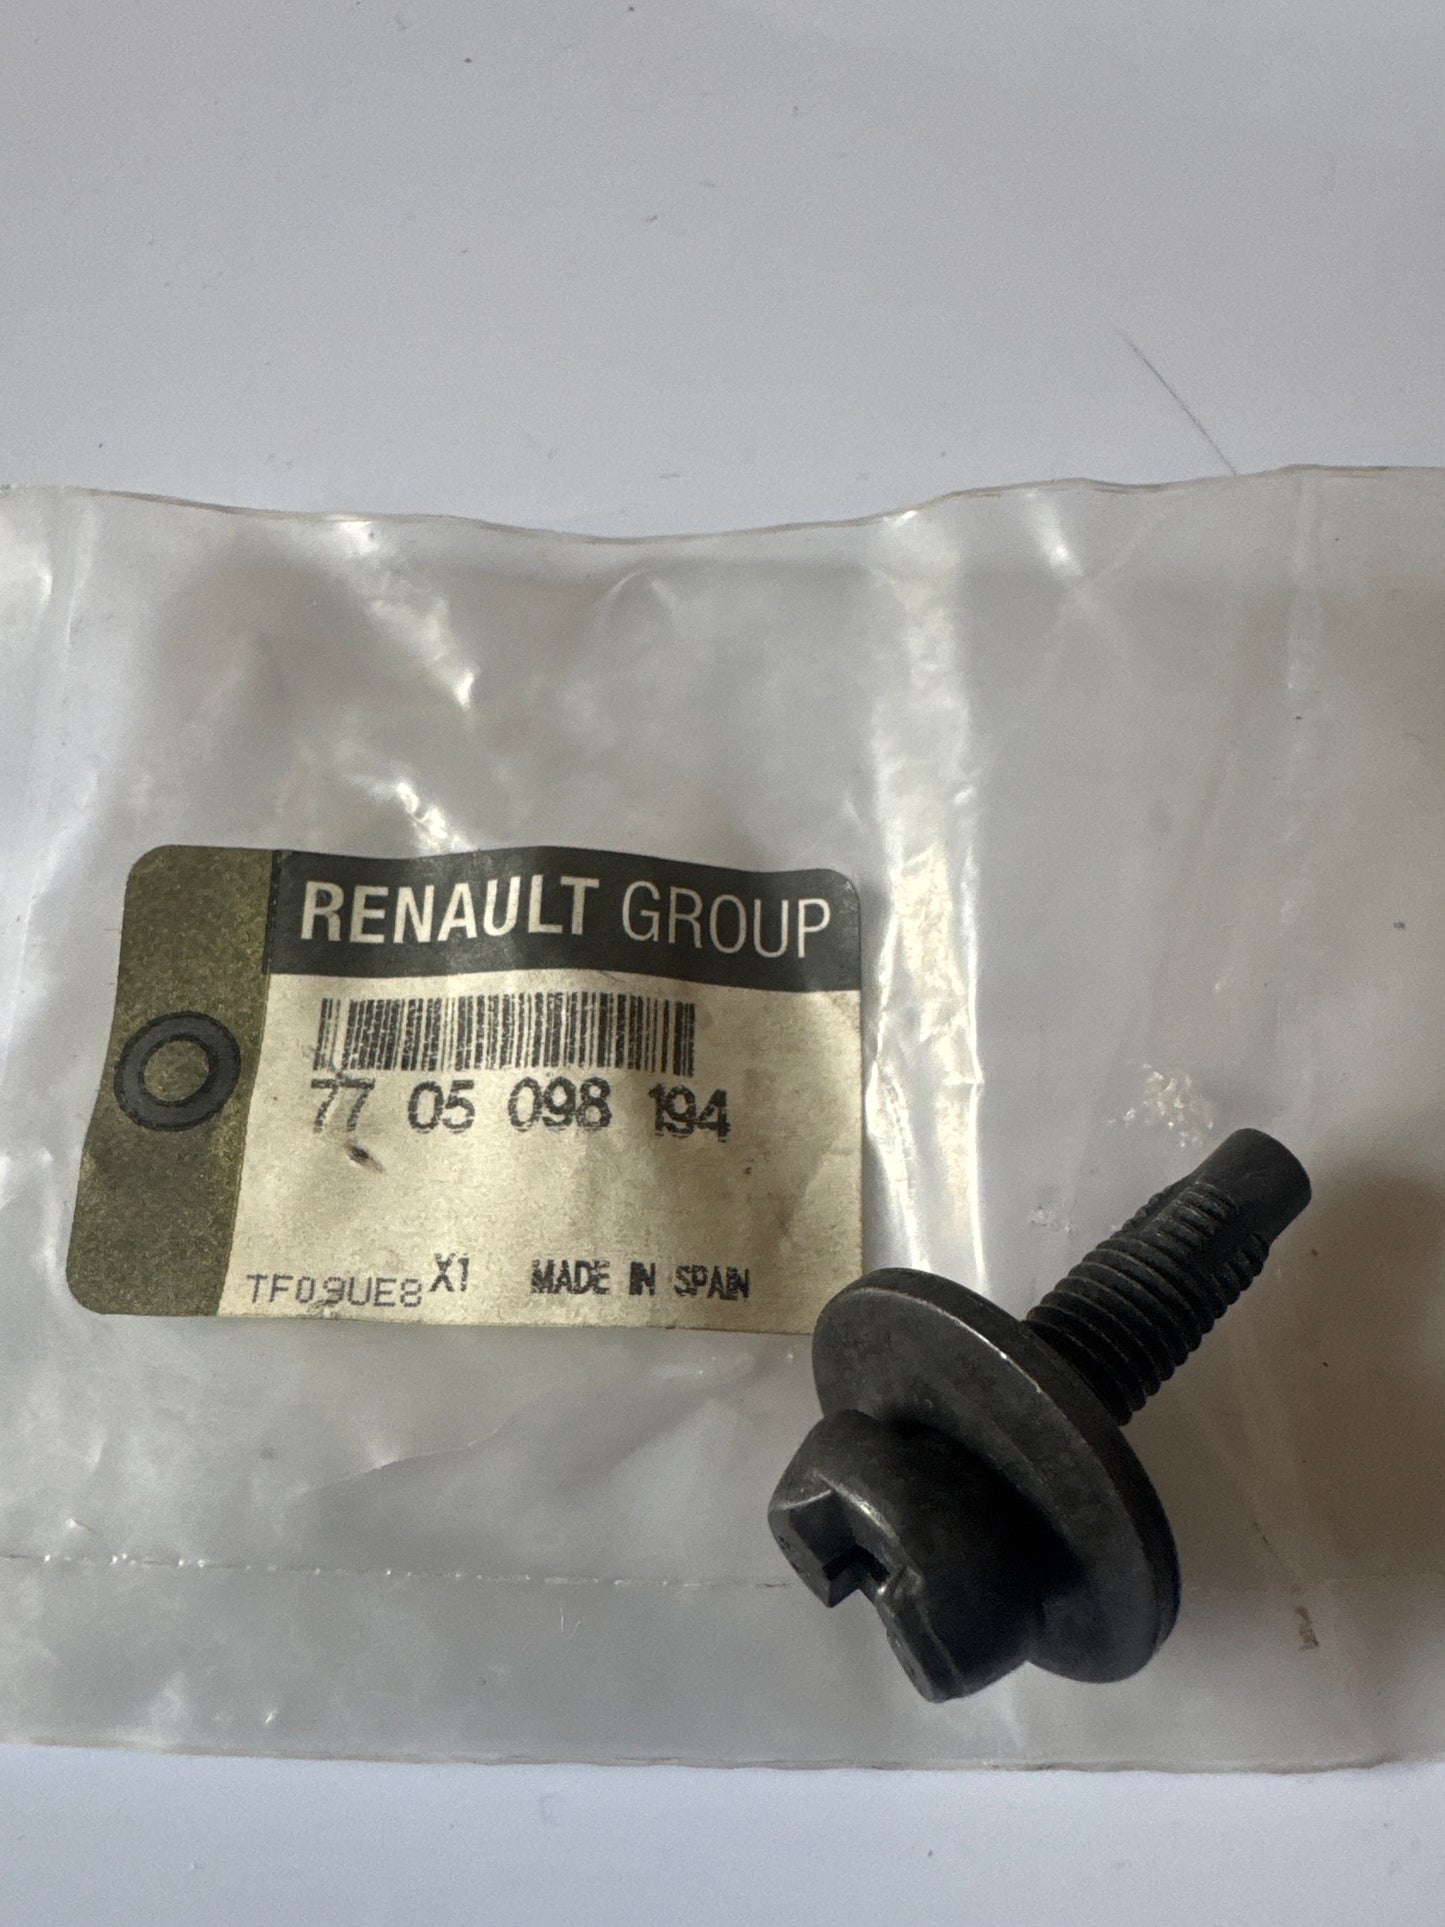 RENAULT GROUP
77 05 098 194
TF09UE8 X1 MADE IN SPAIN